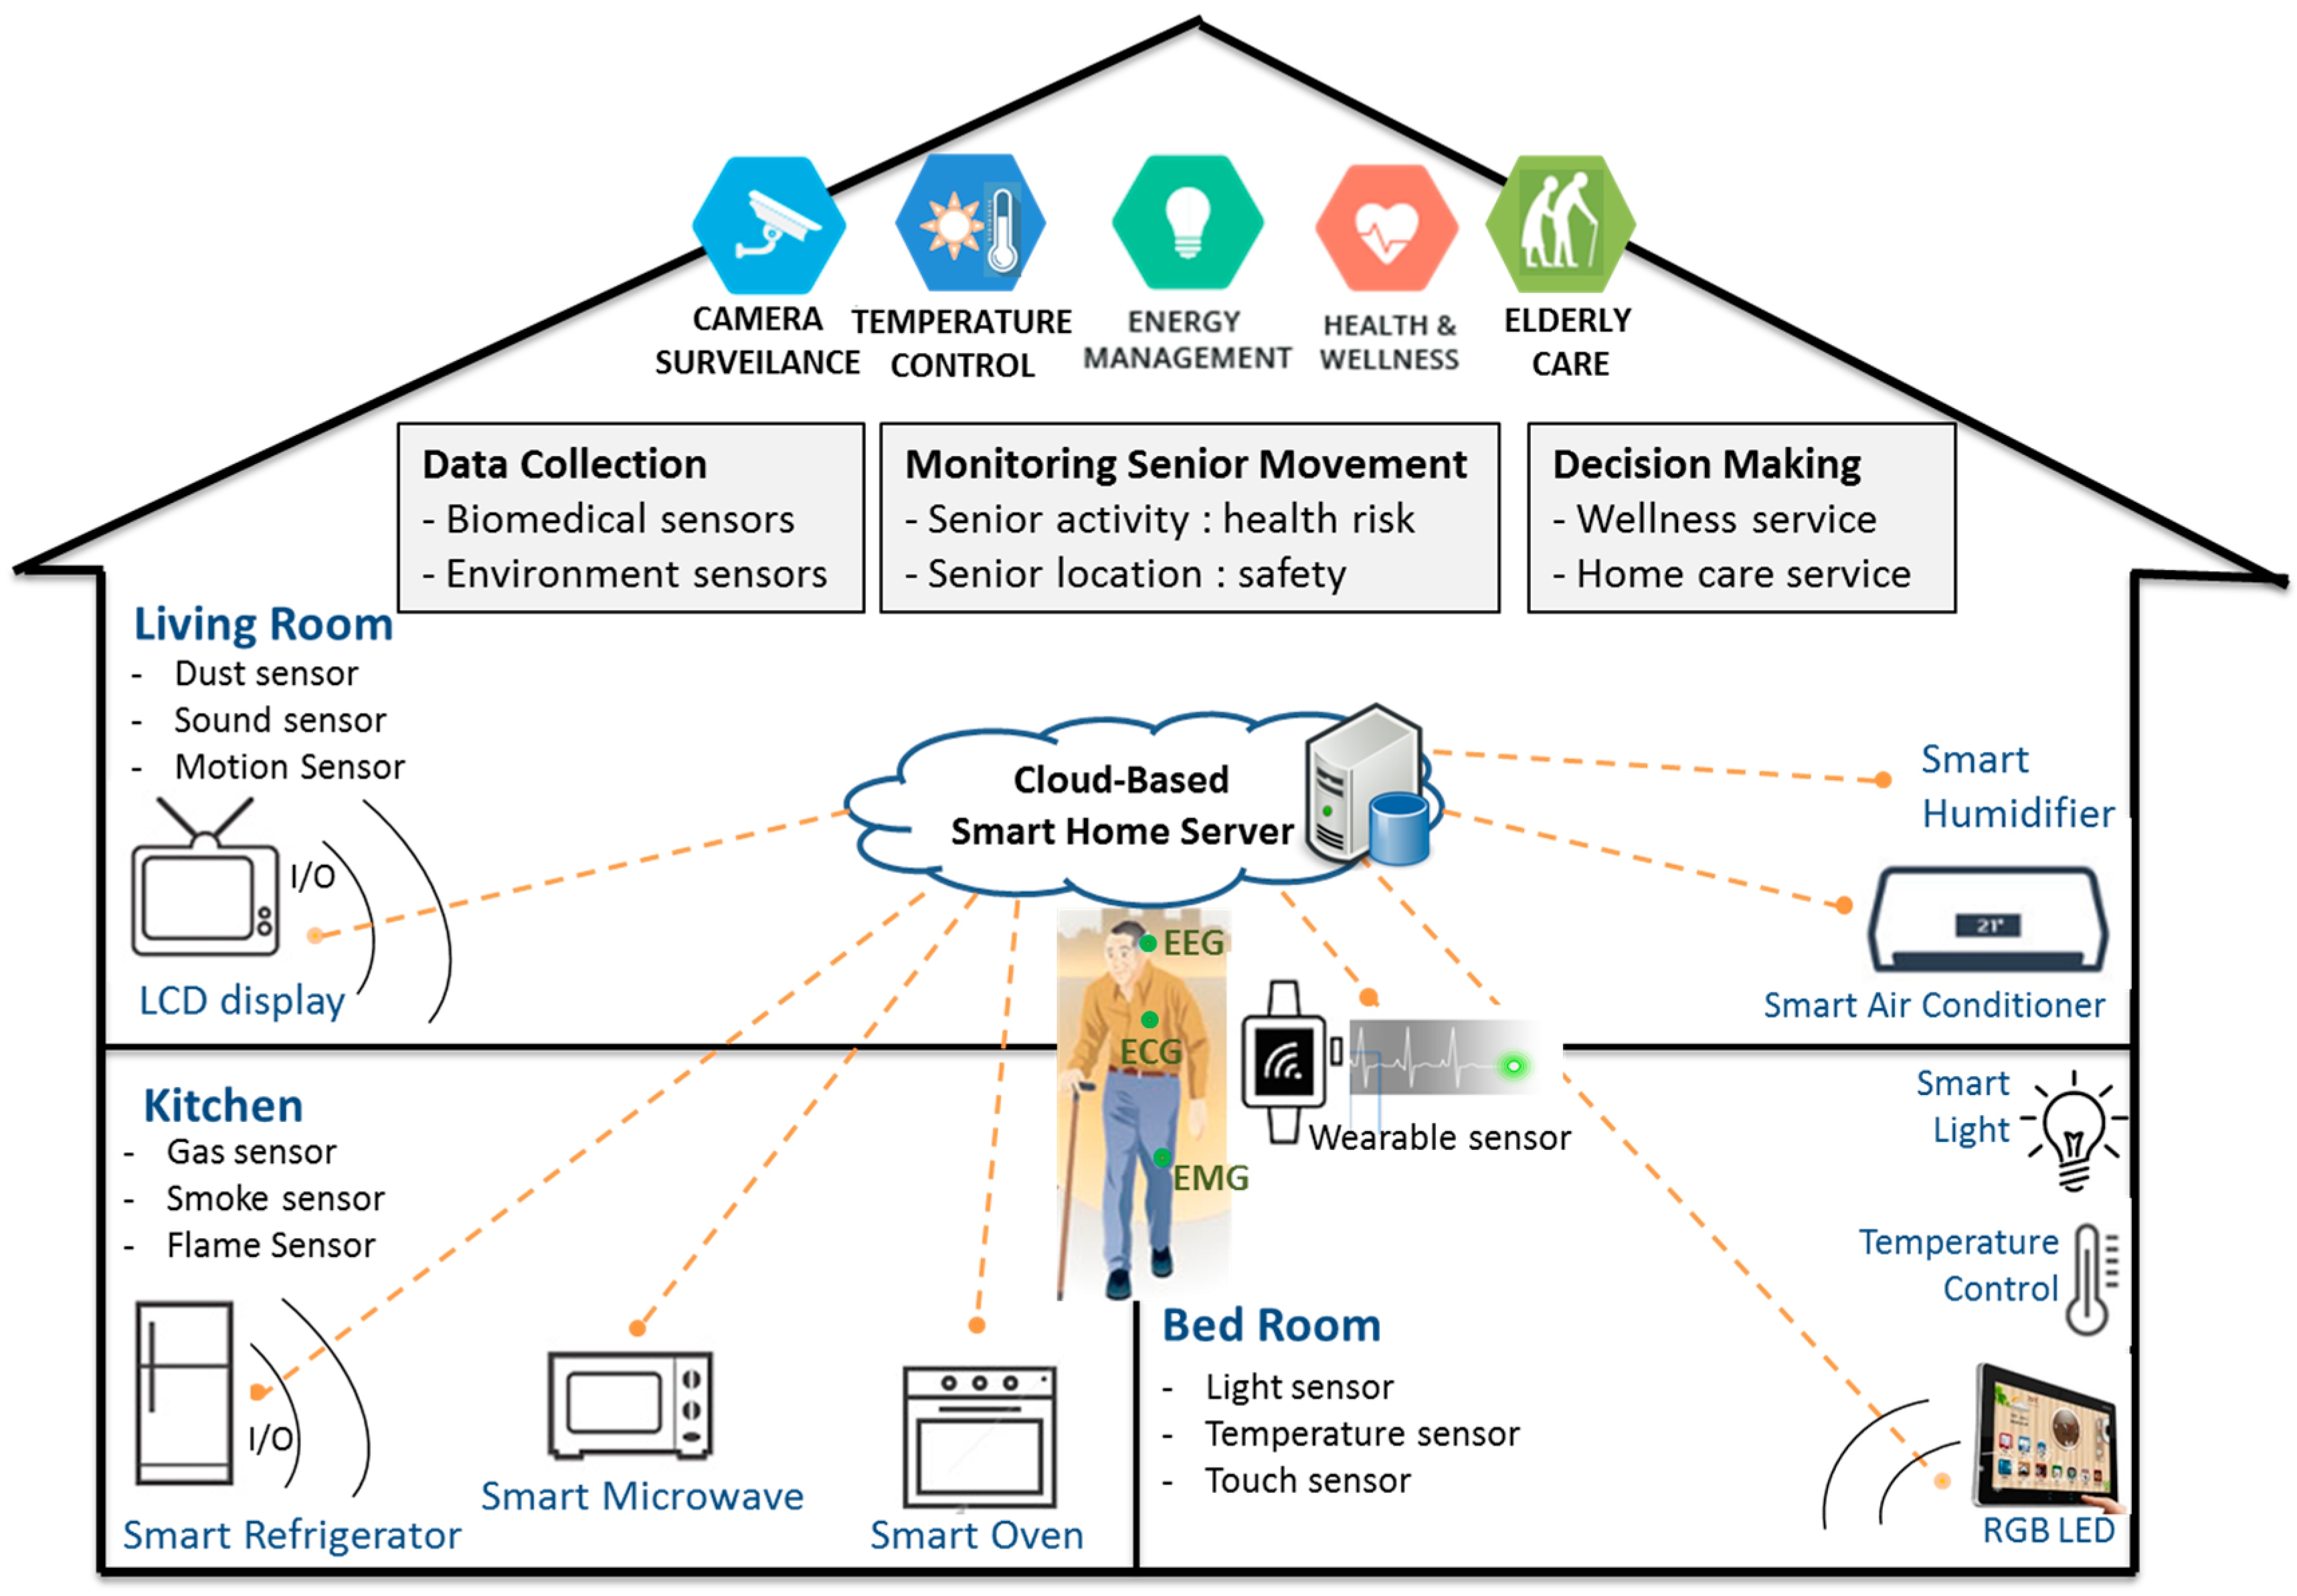 CAMERA
SURVEILANCE
TEMPERATURE
CONTROL
ENERGY
MANAGEMENT
HEALTH &
WELLNESS
ELDERLY
CARE
Data Collection
- Biomedical sensors
- Environment sensors
Monitoring Senior Movement
- Senior activity : health risk
- Senior location : safety
Decision Making
- Wellness service
- Home care service
Living Room
- Dust sensor
- Sound sensor
- Motion Sensor
I/O
LCD display
Cloud-Based
Smart Home Server
Smart
Humidifier
21°
Smart Air Conditioner
EEG
ECG
EMG
Wearable sensor
Kitchen
- Gas sensor
- Smoke sensor
- Flame Sensor
I/O
Smart Refrigerator
Smart Microwave
Smart Oven
Bed Room
- Light sensor
- Temperature sensor
- Touch sensor
Smart
Light
Temperature
Control
RGB LED